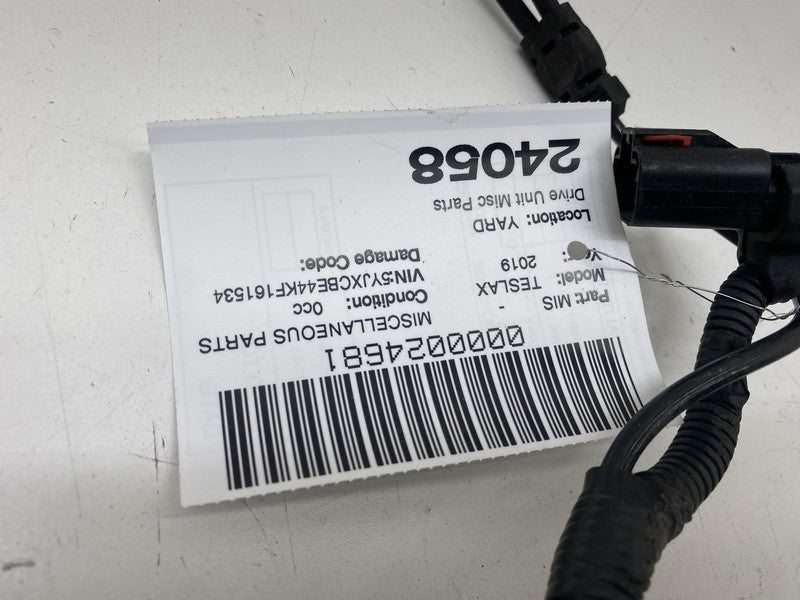 0000024681
Part: MIS - MISCELLANEOUS PARTS
Model: TESLAX Condition: 0cc
2019 VIN:5YJXCBE44KF161534
Damage Code:
Location: YARD
Drive Unit Misc Parts
24058